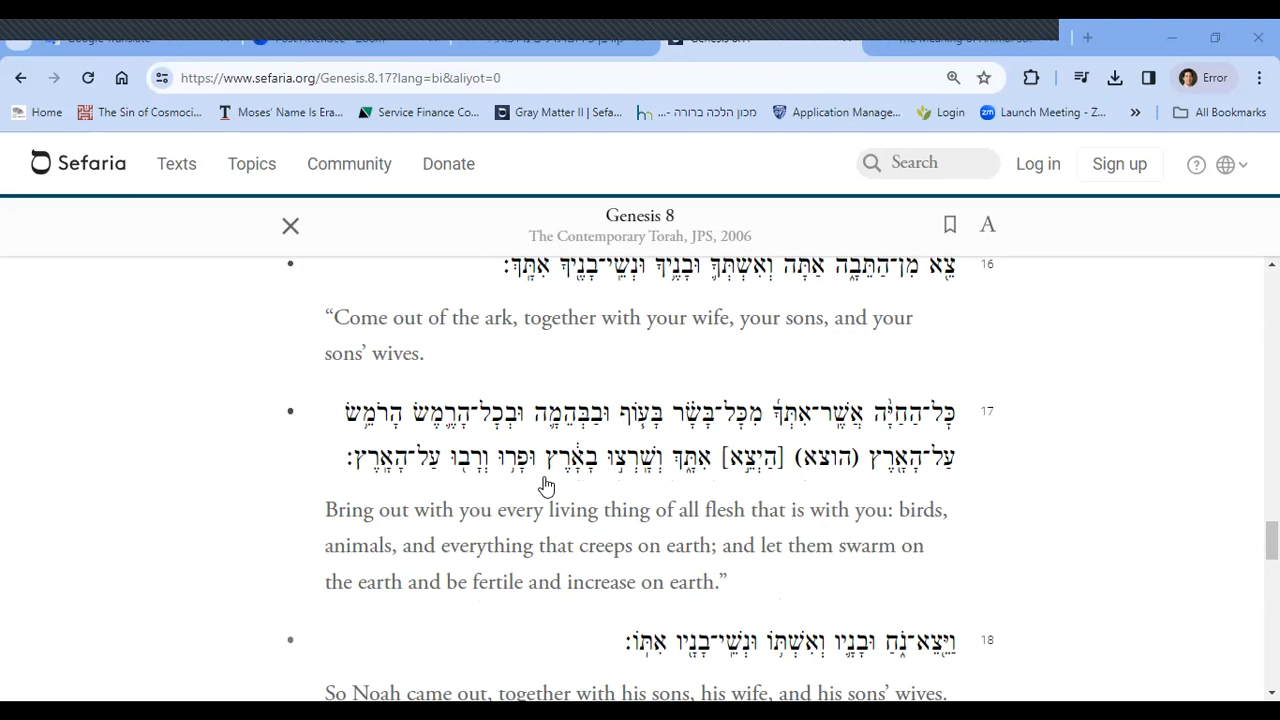 https://www.sefaria.org/Genesis.8.17?lang=bi&aliyot=0
Error
Home
The Sin of Cosmoci...
Moses' Name Is Era...
Service Finance Co...
Gray Matter II | Sefa...
מכון הלכה ברורה -...
Application Manage...
Login
Launch Meeting - Z...
»
All Bookmarks
Sefaria
Texts
Topics
Community
Donate
Search
Log in
Sign up
Genesis 8
A
The Contemporary Torah, JPS, 2006
צֵ֖א מִן־הַתֵּבָ֑ה אַתָּ֕ה וְאִשְׁתְּךָ֛ וּבָנֶ֥יךָ וּנְשֵֽׁי־בָנֶ֖יךָ אִתָּֽךְ׃
16
“Come out of the ark, together with your wife, your sons, and your
sons’ wives.
כׇּל־הַחַיָּ֨ה אֲשֶֽׁר־אִתְּךָ֜ מִכׇּל־בָּשָׂ֗ר בָּע֧וֹף וּבַבְּהֵמָ֛ה וּבְכׇל־הָרֶ֛מֶשׂ הָרֹמֵ֥שׂ
17
עַל־הָאָ֖רֶץ (הוצא) [הַיְצֵ֣א] אִתָּ֑ךְ וְשָֽׁרְצ֣וּ בָאָ֔רֶץ וּפָר֥וּ וְרָב֖וּ עַל־הָאָֽרֶץ׃
Bring out with you every living thing of all flesh that is with you: birds,
animals, and everything that creeps on earth; and let them swarm on
the earth and be fertile and increase on earth.”
וַיֵּ֖צֵא־נֹ֑חַ וּבָנָ֛יו וְאִשְׁתּ֥וֹ וּנְשֵֽׁי־בָנָ֖יו אִתּֽוֹ׃
18
So Noah came out, together with his sons, his wife, and his sons’ wives.